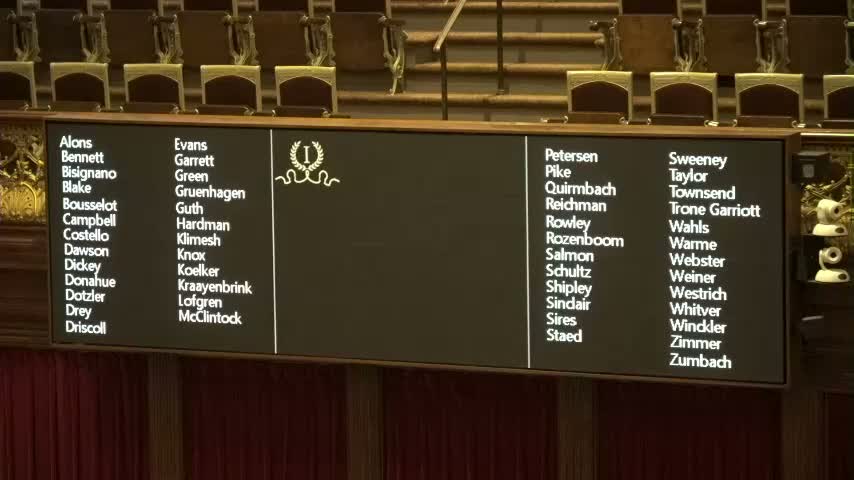 Alons
Bennett
Bisignano
Blake
Bousselot
Campbell
Costello
Dawson
Dickey
Donahue
Dotzler
Drey
Driscoll
Evans
Garrett
Green
Gruenhagen
Guth
Hardman
Klimesh
Knox
Koelker
Kraayenbrink
Lofgren
McClintock
I
Petersen
Pike
Quirmbach
Reichman
Rowley
Rozenboom
Salmon
Schultz
Shipley
Sinclair
Sires
Staed
Sweeney
Taylor
Townsend
Trone Garriott
Wahls
Warme
Webster
Weiner
Westrich
Whitver
Winckler
Zimmer
Zumbach